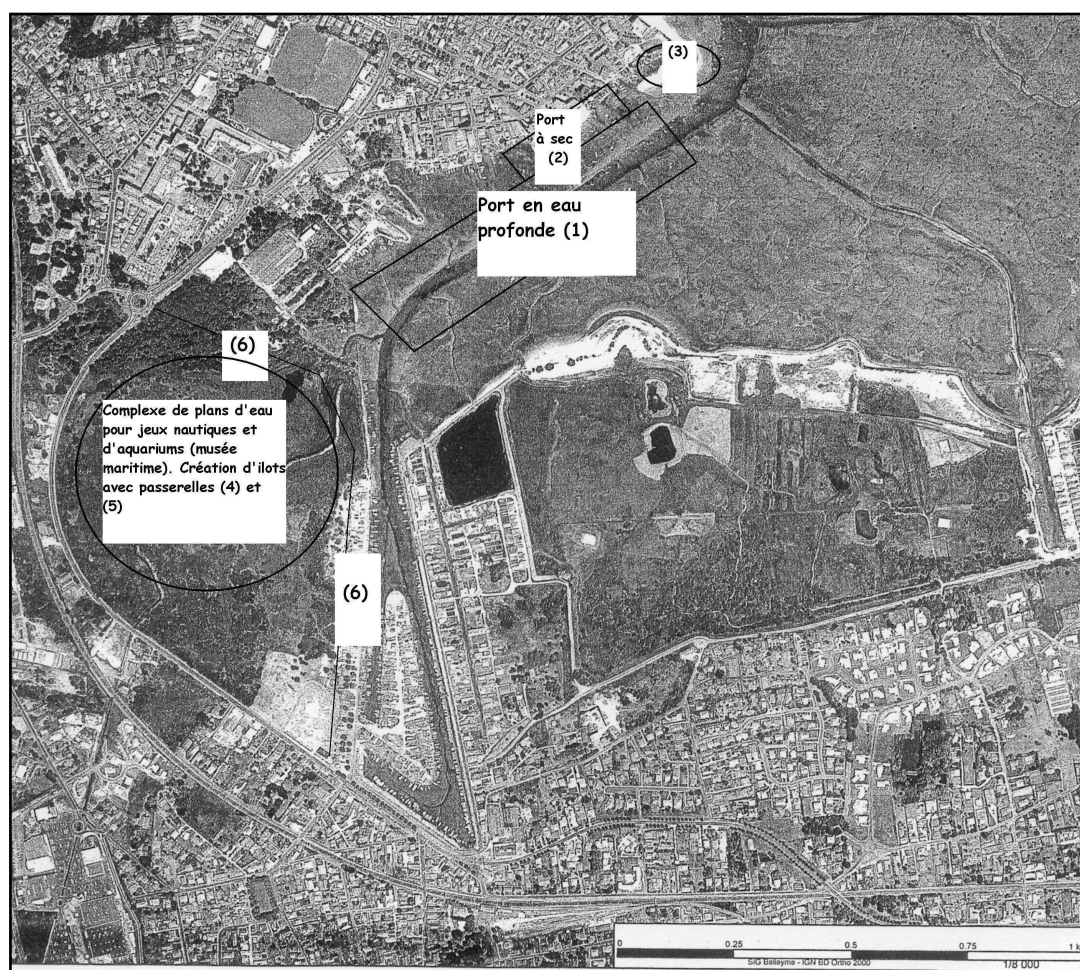 (3)
Port
à sec
(2)
Port en eau
profonde (1)
(6)
Complexe de plans d'eau
pour jeux nautiques et
d'aquariums (musée
maritime). Création d'ilots
avec passerelles (4) et
(5)
(6)
0 0.25 0.5 0.75 1 k
SIG Belleyme - IGN BD Ortho 2000
1/8 000